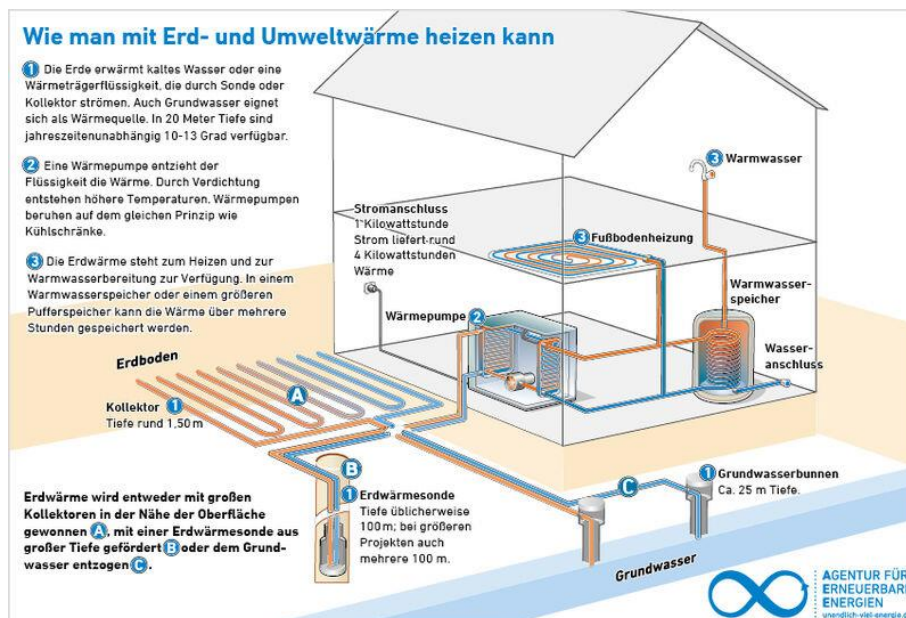 Wie man mit Erd- und Umweltwärme heizen kann
1 Die Erde erwärmt kaltes Wasser oder eine
Wärmeträgerflüssigkeit, die durch Sonde oder
Kollektor strömen. Auch Grundwasser eignet
sich als Wärmequelle. In 20 Meter Tiefe sind
jahreszeitenunabhängig 10-13 Grad verfügbar.
2 Eine Wärmepumpe entzieht der
Flüssigkeit die Wärme. Durch Verdichtung
entstehen höhere Temperaturen. Wärmepumpen
beruhen auf dem gleichen Prinzip wie
Kühlschränke.
3 Die Erdwärme steht zum Heizen und zur
Warmwasserbereitung zur Verfügung. In einem
Warmwasserspeicher oder einem größeren
Pufferspeicher kann die Wärme über mehrere
Stunden gespeichert werden.
3 Warmwasser
Stromanschluss
1 Kilowattstunde
Strom liefert rund
4 Kilowattstunden
Wärme
3 Fußbodenheizung
Warmwasser-
speicher
Wärmepumpe 2
Wasser-
anschluss
Erdboden
A
Kollektor 1
Tiefe rund 1,50 m
B
1 Erdwärmesonde
Tiefe üblicherweise
100 m; bei größeren
Projekten auch
mehrere 100 m.
C
1 Grundwasserbunnen
Ca. 25 m Tiefe.
Grundwasser
Erdwärme wird entweder mit großen
Kollektoren in der Nähe der Oberfläche
gewonnen A, mit einer Erdwärmesonde aus
großer Tiefe gefördert B oder dem Grund-
wasser entzogen C.
AGENTUR FÜR
ERNEUERBARE
ENERGIEN
unendlich-viel-energie.d